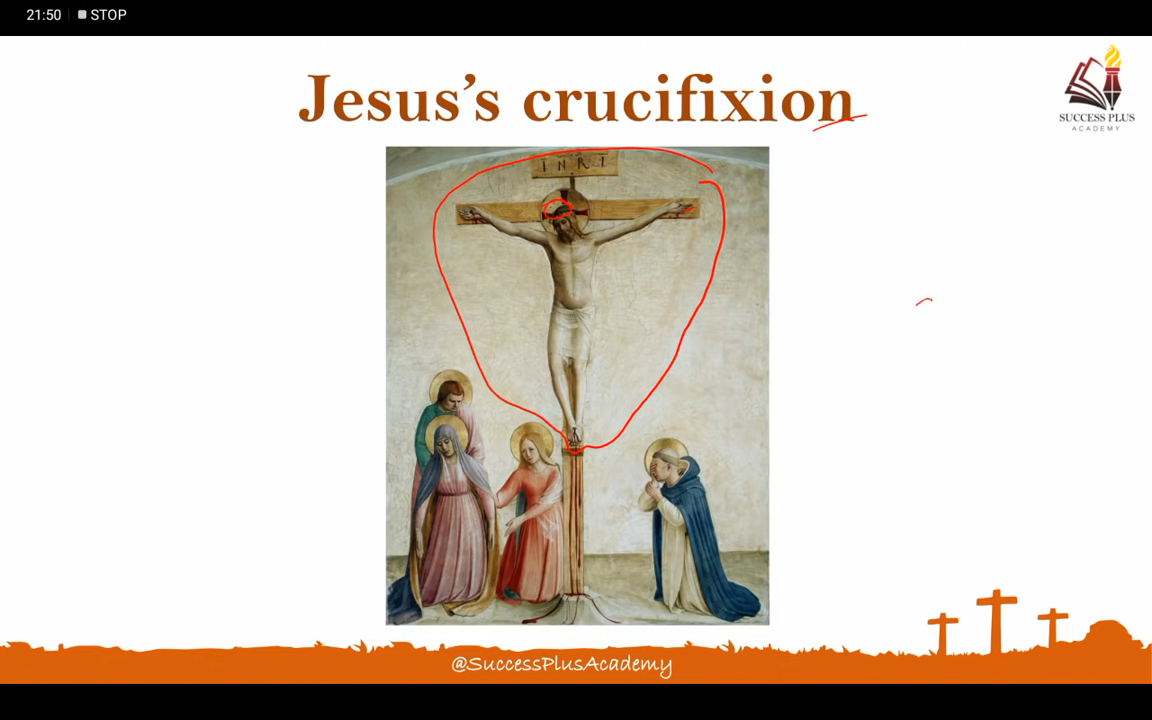 21:50 STOP
Jesus's crucifixion
SUCCESS PLUS
ACADEMY
INRI
@SuccessPlusAcademy